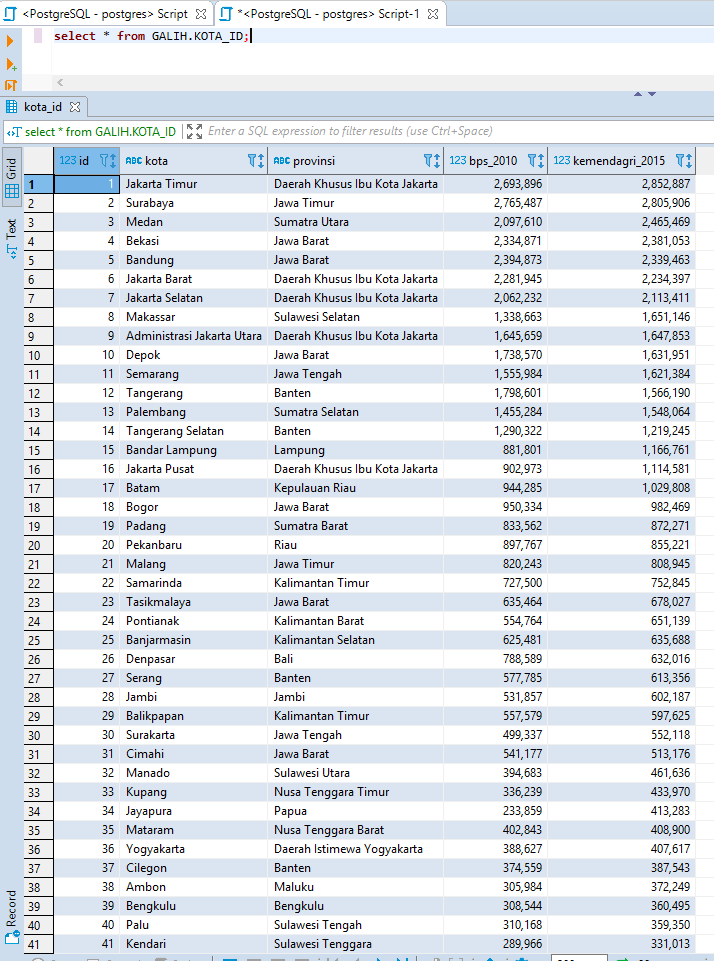 <PostgreSQL - postgres> Script *<PostgreSQL - postgres> Script-1
select * from GALIH.KOTA_ID;
kota_id
select * from GALIH.KOTA_ID Enter a SQL expression to filter results (use Ctrl+Space)
Grid
Text
Record
123 id ABC kota ABC provinsi 123 bps_2010 123 kemendagri_2015
1 1 Jakarta Timur Daerah Khusus Ibu Kota Jakarta 2,693,896 2,852,887
2 2 Surabaya Jawa Timur 2,765,487 2,805,906
3 3 Medan Sumatra Utara 2,097,610 2,465,469
4 4 Bekasi Jawa Barat 2,334,871 2,381,053
5 5 Bandung Jawa Barat 2,394,873 2,339,463
6 6 Jakarta Barat Daerah Khusus Ibu Kota Jakarta 2,281,945 2,234,397
7 7 Jakarta Selatan Daerah Khusus Ibu Kota Jakarta 2,062,232 2,113,411
8 8 Makassar Sulawesi Selatan 1,338,663 1,651,146
9 9 Administrasi Jakarta Utara Daerah Khusus Ibu Kota Jakarta 1,645,659 1,647,853
10 10 Depok Jawa Barat 1,738,570 1,631,951
11 11 Semarang Jawa Tengah 1,555,984 1,621,384
12 12 Tangerang Banten 1,798,601 1,566,190
13 13 Palembang Sumatra Selatan 1,455,284 1,548,064
14 14 Tangerang Selatan Banten 1,290,322 1,219,245
15 15 Bandar Lampung Lampung 881,801 1,166,761
16 16 Jakarta Pusat Daerah Khusus Ibu Kota Jakarta 902,973 1,114,581
17 17 Batam Kepulauan Riau 944,285 1,029,808
18 18 Bogor Jawa Barat 950,334 982,469
19 19 Padang Sumatra Barat 833,562 872,271
20 20 Pekanbaru Riau 897,767 855,221
21 21 Malang Jawa Timur 820,243 808,945
22 22 Samarinda Kalimantan Timur 727,500 752,845
23 23 Tasikmalaya Jawa Barat 635,464 678,027
24 24 Pontianak Kalimantan Barat 554,764 651,139
25 25 Banjarmasin Kalimantan Selatan 625,481 635,688
26 26 Denpasar Bali 788,589 632,016
27 27 Serang Banten 577,785 613,356
28 28 Jambi Jambi 531,857 602,187
29 29 Balikpapan Kalimantan Timur 557,579 597,625
30 30 Surakarta Jawa Tengah 499,337 552,118
31 31 Cimahi Jawa Barat 541,177 513,176
32 32 Manado Sulawesi Utara 394,683 461,636
33 33 Kupang Nusa Tenggara Timur 336,239 433,970
34 34 Jayapura Papua 233,859 413,283
35 35 Mataram Nusa Tenggara Barat 402,843 408,900
36 36 Yogyakarta Daerah Istimewa Yogyakarta 388,627 407,617
37 37 Cilegon Banten 374,559 387,543
38 38 Ambon Maluku 305,984 372,249
39 39 Bengkulu Bengkulu 308,544 360,495
40 40 Palu Sulawesi Tengah 310,168 359,350
41 41 Kendari Sulawesi Tenggara 289,966 331,013